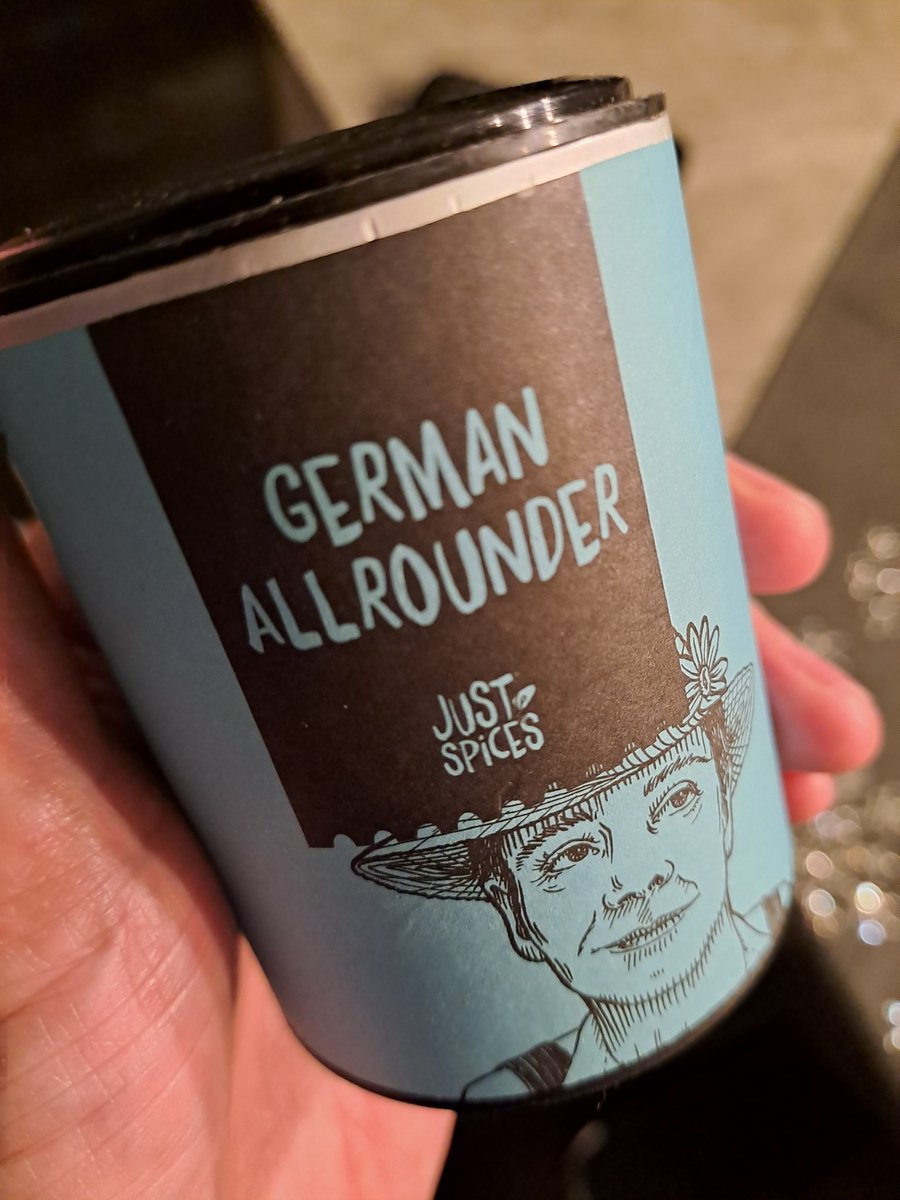 GERMAN
ALLROUNDER
JUST
SPiCES